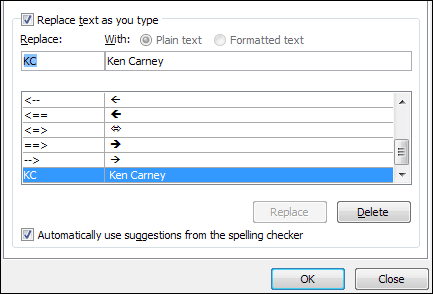 Replace text as you type
Replace: With: Plain text Formatted text
KC Ken Carney
<-- ←
<== 🡸
<=> ⇔
==> 🡺
--> →
KC Ken Carney
Replace Delete
Automatically use suggestions from the spelling checker
OK Close